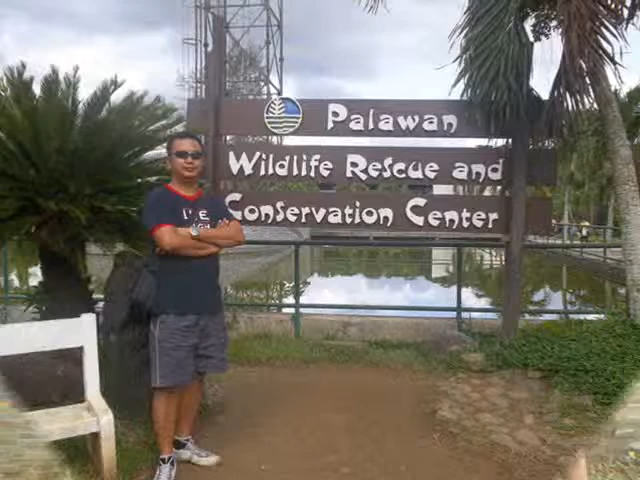 Palawan
Wildlife Rescue and
Conservation Center